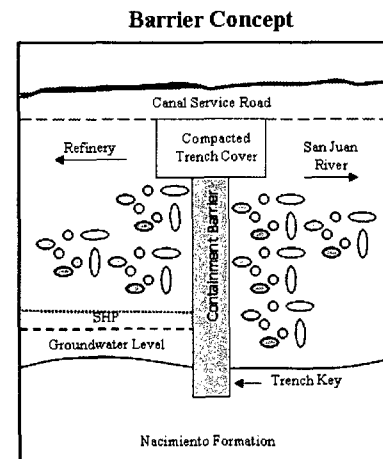 Barrier Concept
Canal Service Road
Refinery
Compacted
Trench Cover
San Juan
River
Containment Barrier
SHP
Groundwater Level
Trench Key
Nacimiento Formation